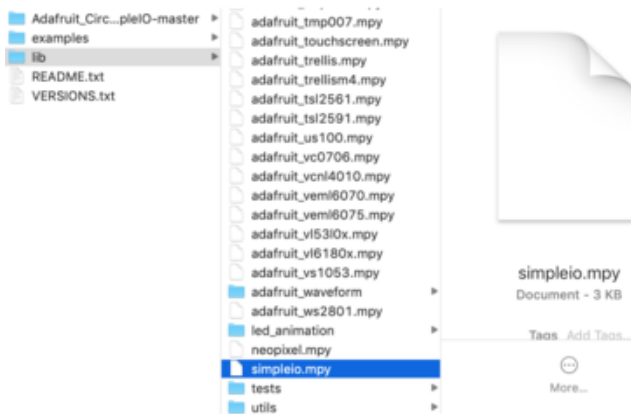 Adafruit_Circ...pleIO-master
examples
lib
README.txt
VERSIONS.txt
adafruit_tmp007.mpy
adafruit_touchscreen.mpy
adafruit_trellis.mpy
adafruit_trellism4.mpy
adafruit_tsl2561.mpy
adafruit_tsl2591.mpy
adafruit_us100.mpy
adafruit_vc0706.mpy
adafruit_vcnl4010.mpy
adafruit_veml6070.mpy
adafruit_veml6075.mpy
adafruit_vl53l0x.mpy
adafruit_vl6180x.mpy
adafruit_vs1053.mpy
adafruit_waveform
adafruit_ws2801.mpy
led_animation
neopixel.mpy
simpleio.mpy
tests
utils
simpleio.mpy
Document - 3 KB
Tags Add Tags...
More...